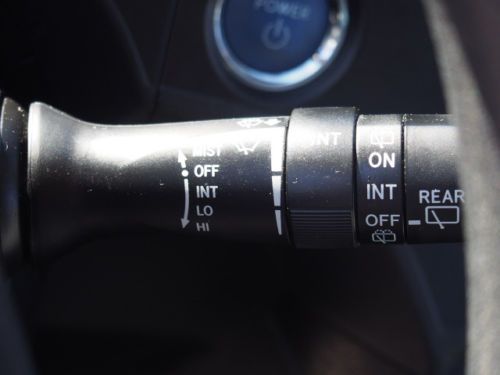 POWER
MIST
OFF
INT
LO
HI
INT
ON
INT
OFF
REAR